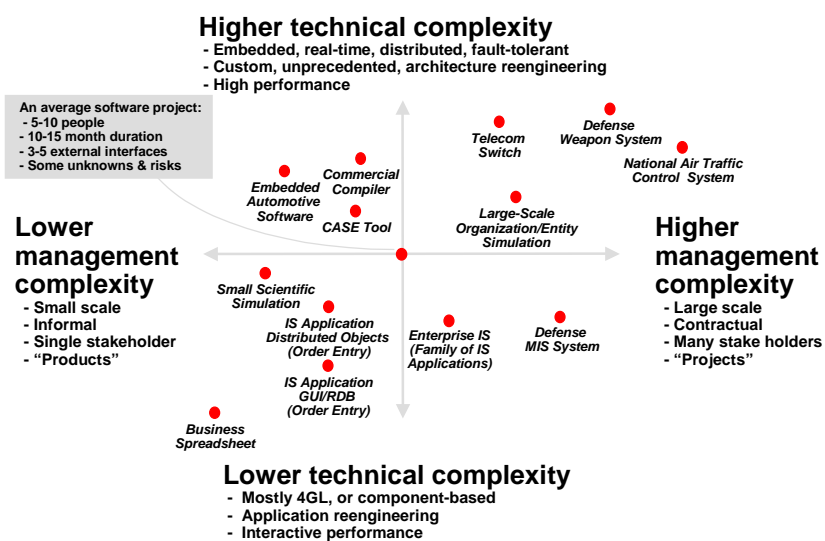 Higher technical complexity
- Embedded, real-time, distributed, fault-tolerant
- Custom, unprecedented, architecture reengineering
- High performance
An average software project:
- 5-10 people
- 10-15 month duration
- 3-5 external interfaces
- Some unknowns & risks
Embedded
Automotive
Software
Commercial
Compiler
CASE Tool
Telecom
Switch
Defense
Weapon System
National Air Traffic
Control System
Large-Scale
Organization/Entity
Simulation
Lower
management
complexity
- Small scale
- Informal
- Single stakeholder
- “Products”
Higher
management
complexity
- Large scale
- Contractual
- Many stake holders
- “Projects”
Small Scientific
Simulation
IS Application
Distributed Objects
(Order Entry)
Enterprise IS
(Family of IS
Applications)
Defense
MIS System
IS Application
GUI/RDB
(Order Entry)
Business
Spreadsheet
Lower technical complexity
- Mostly 4GL, or component-based
- Application reengineering
- Interactive performance